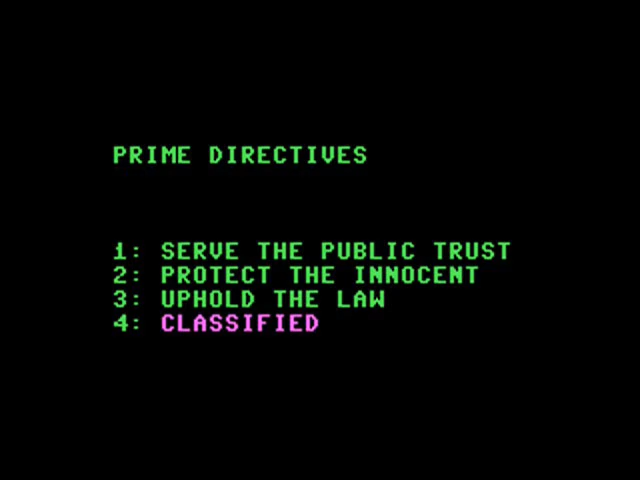 PRIME DIRECTIVES
1: SERVE THE PUBLIC TRUST
2: PROTECT THE INNOCENT
3: UPHOLD THE LAW
4: CLASSIFIED